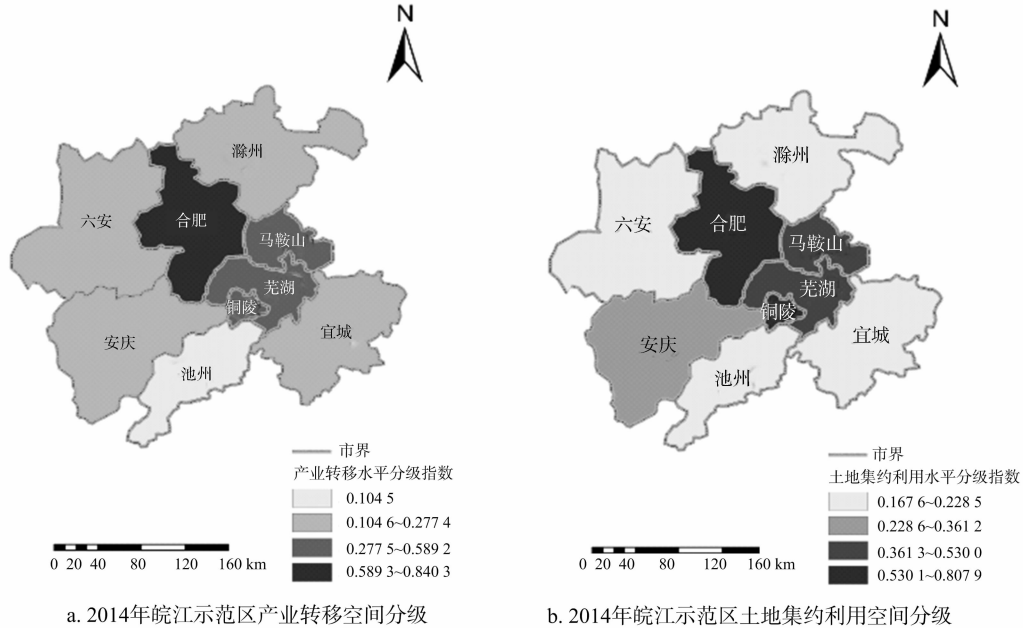 N
滁州
六安
合肥
马鞍山
芜湖
铜陵
宜城
安庆
池州
市界
产业转移水平分级指数
0.104 5
0.104 6~0.277 4
0.277 5~0.589 2
0.589 3~0.840 3
0 20 40 80 120 160 km
a. 2014年皖江示范区产业转移空间分级
N
滁州
六安
合肥
马鞍山
芜湖
铜陵
宜城
安庆
池州
市界
土地集约利用水平分级指数
0.167 6~0.228 5
0.228 6~0.361 2
0.361 3~0.530 0
0.530 1~0.807 9
0 20 40 80 120 160 km
b. 2014年皖江示范区土地集约利用空间分级